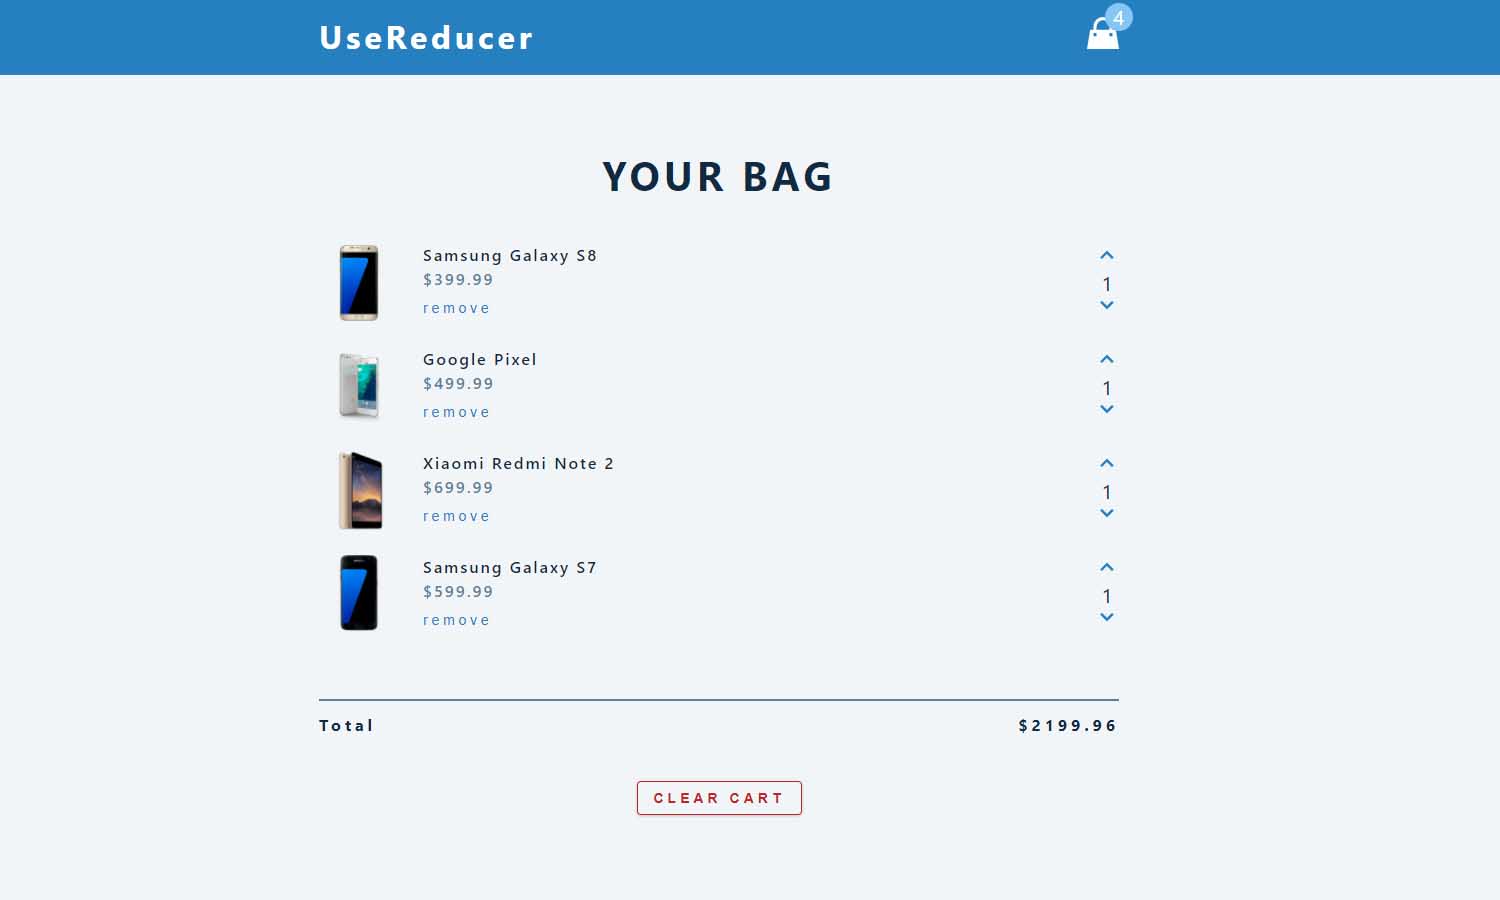 UseReducer
4
YOUR BAG
Samsung Galaxy S8
$399.99
remove
1
Google Pixel
$499.99
remove
1
Xiaomi Redmi Note 2
$699.99
remove
1
Samsung Galaxy S7
$599.99
remove
1
Total $2199.96
CLEAR CART